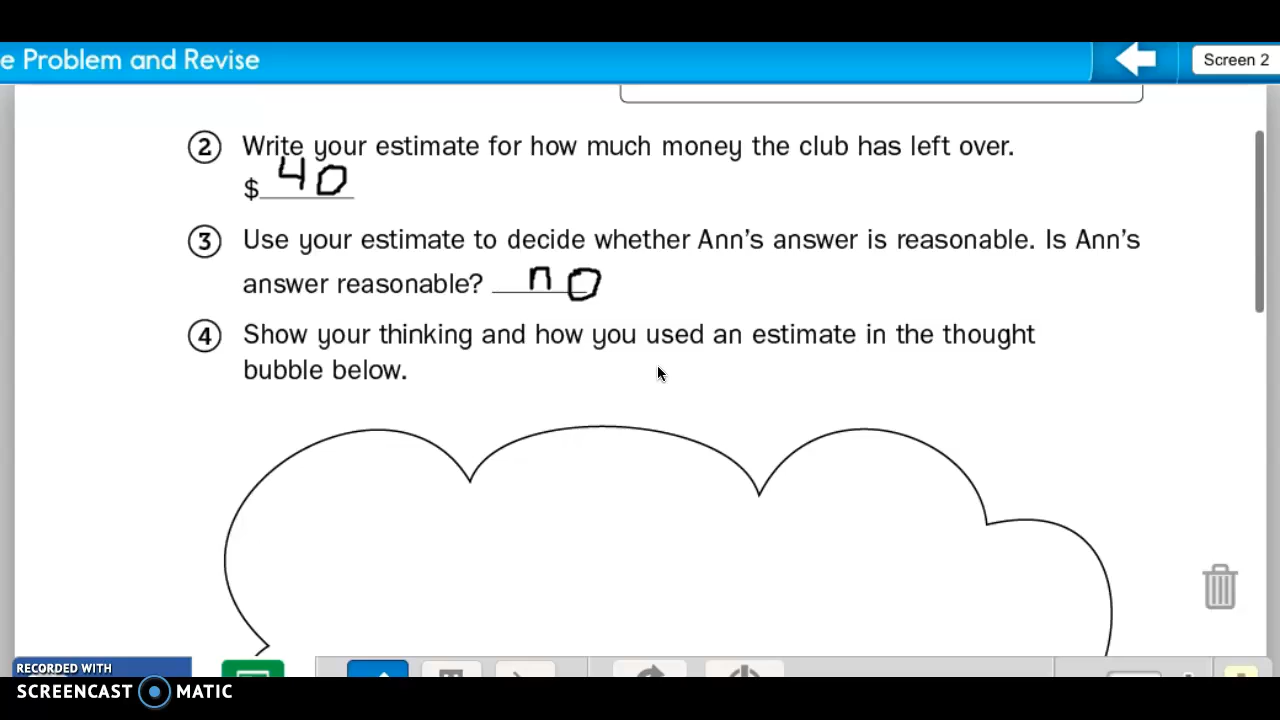 e Problem and Revise
Screen 2
2 Write your estimate for how much money the club has left over.
$ 40
3 Use your estimate to decide whether Ann's answer is reasonable. Is Ann's
answer reasonable? no
4 Show your thinking and how you used an estimate in the thought
bubble below.
RECORDED WITH
SCREENCAST MATIC